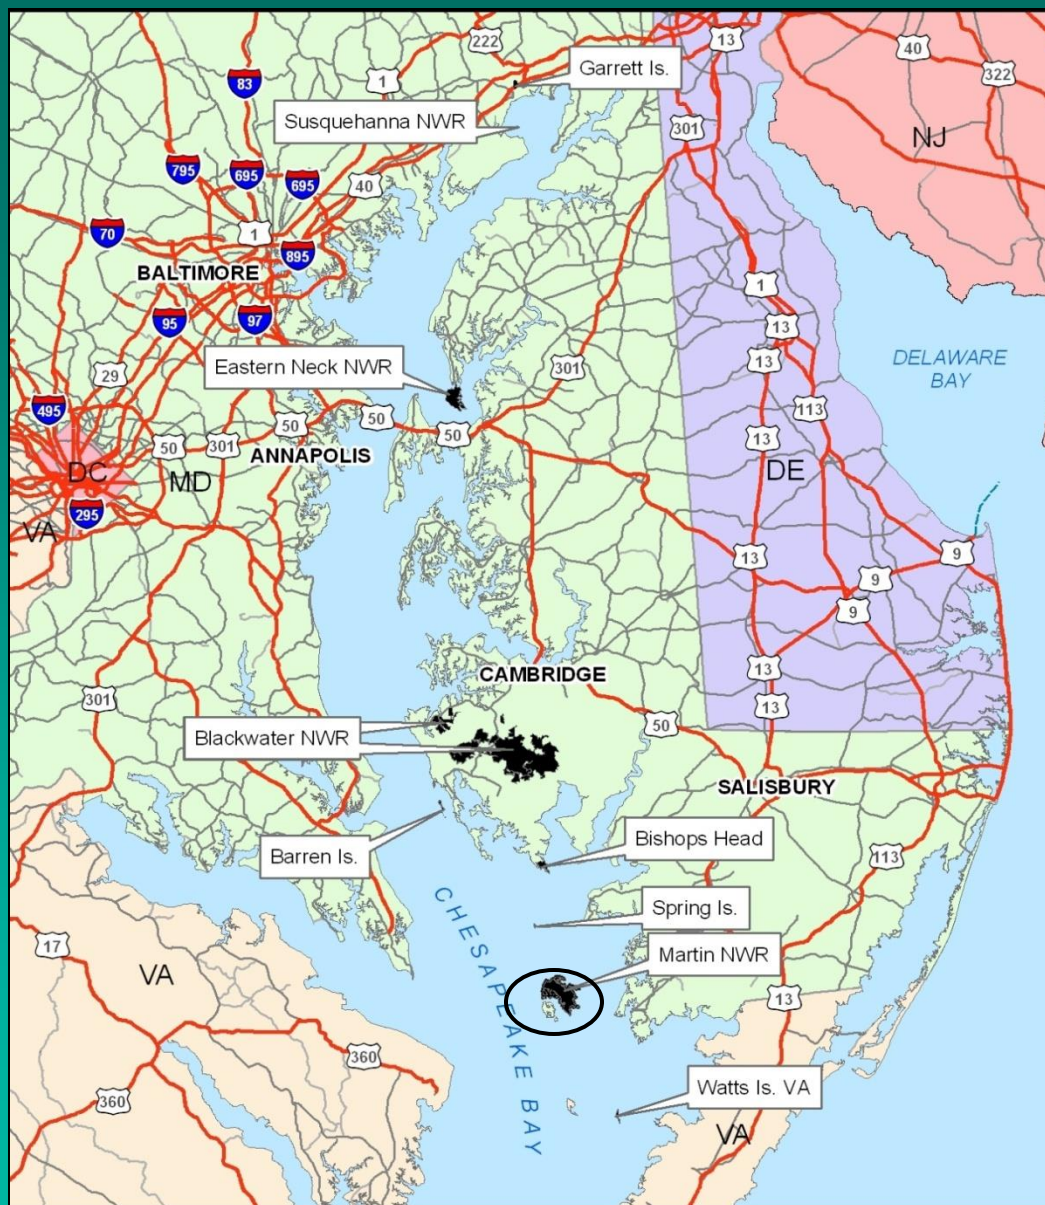 222
13
40
322
1
83
Garrett Is.
Susquehanna NWR
301
NJ
795
695
695
40
70
1
895
BALTIMORE
1
95
97
13
DELAWARE
BAY
Eastern Neck NWR
301
13
29
495
50
50
113
50
301
50
13
ANNAPOLIS
DC
MD
DE
295
VA
13
9
9
9
CAMBRIDGE
13
301
13
50
Blackwater NWR
SALISBURY
Barren Is.
Bishops Head
113
CHESAPEAKE BAY
Spring Is.
17
Martin NWR
VA
13
360
Watts Is. VA
360
VA